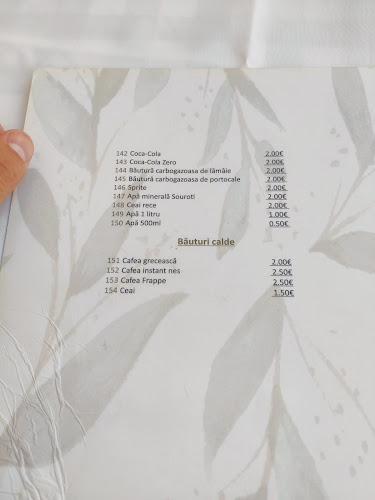 142 Coca-Cola 2.00€
143 Coca-Cola Zero 2.00€
144 Băutură carbogazoasa de lămâie 2.00€
145 Băutură carbogazoasa de portocale 2.00€
146 Sprite 2.00€
147 Apă minerală Souroti 2.00€
148 Ceai rece 2.00€
149 Apă 1 litru 1.00€
150 Apă 500ml 0.50€
Băuturi calde
151 Cafea grecească 2.00€
152 Cafea instant nes 2.50€
153 Cafea Frappe 2.50€
154 Ceai 1.50€